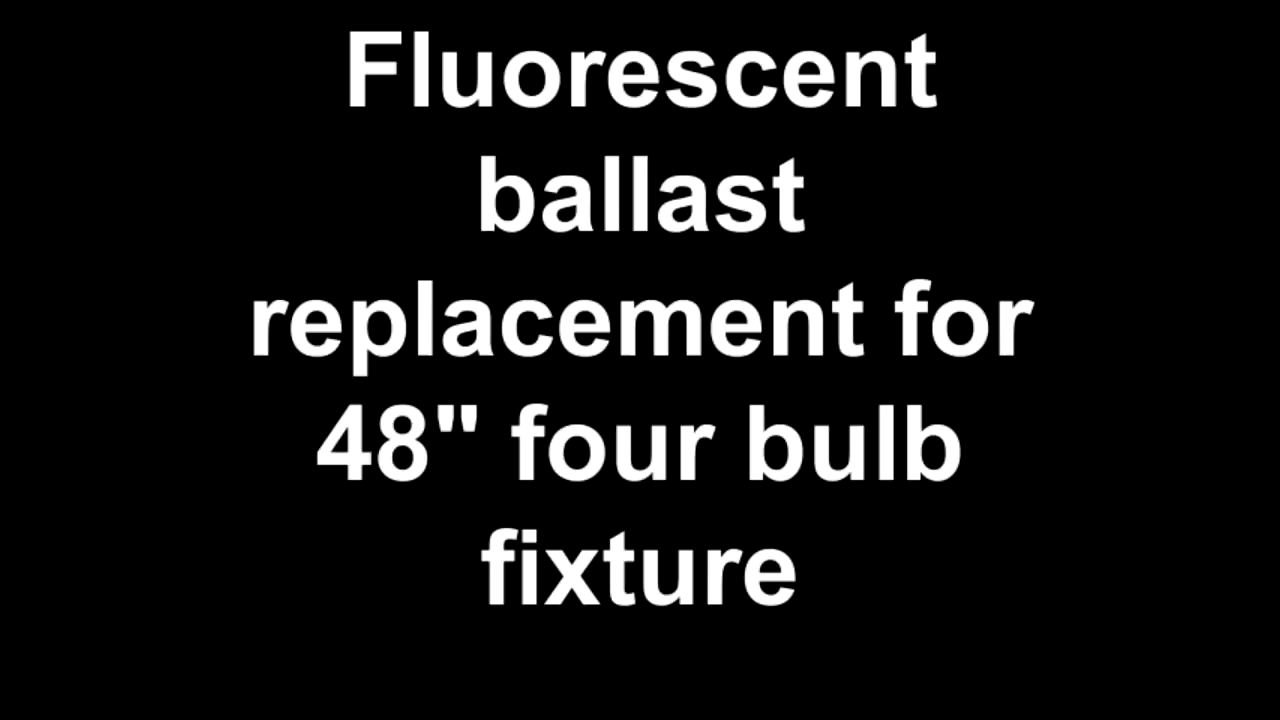 Fluorescent
ballast
replacement for
48" four bulb
fixture